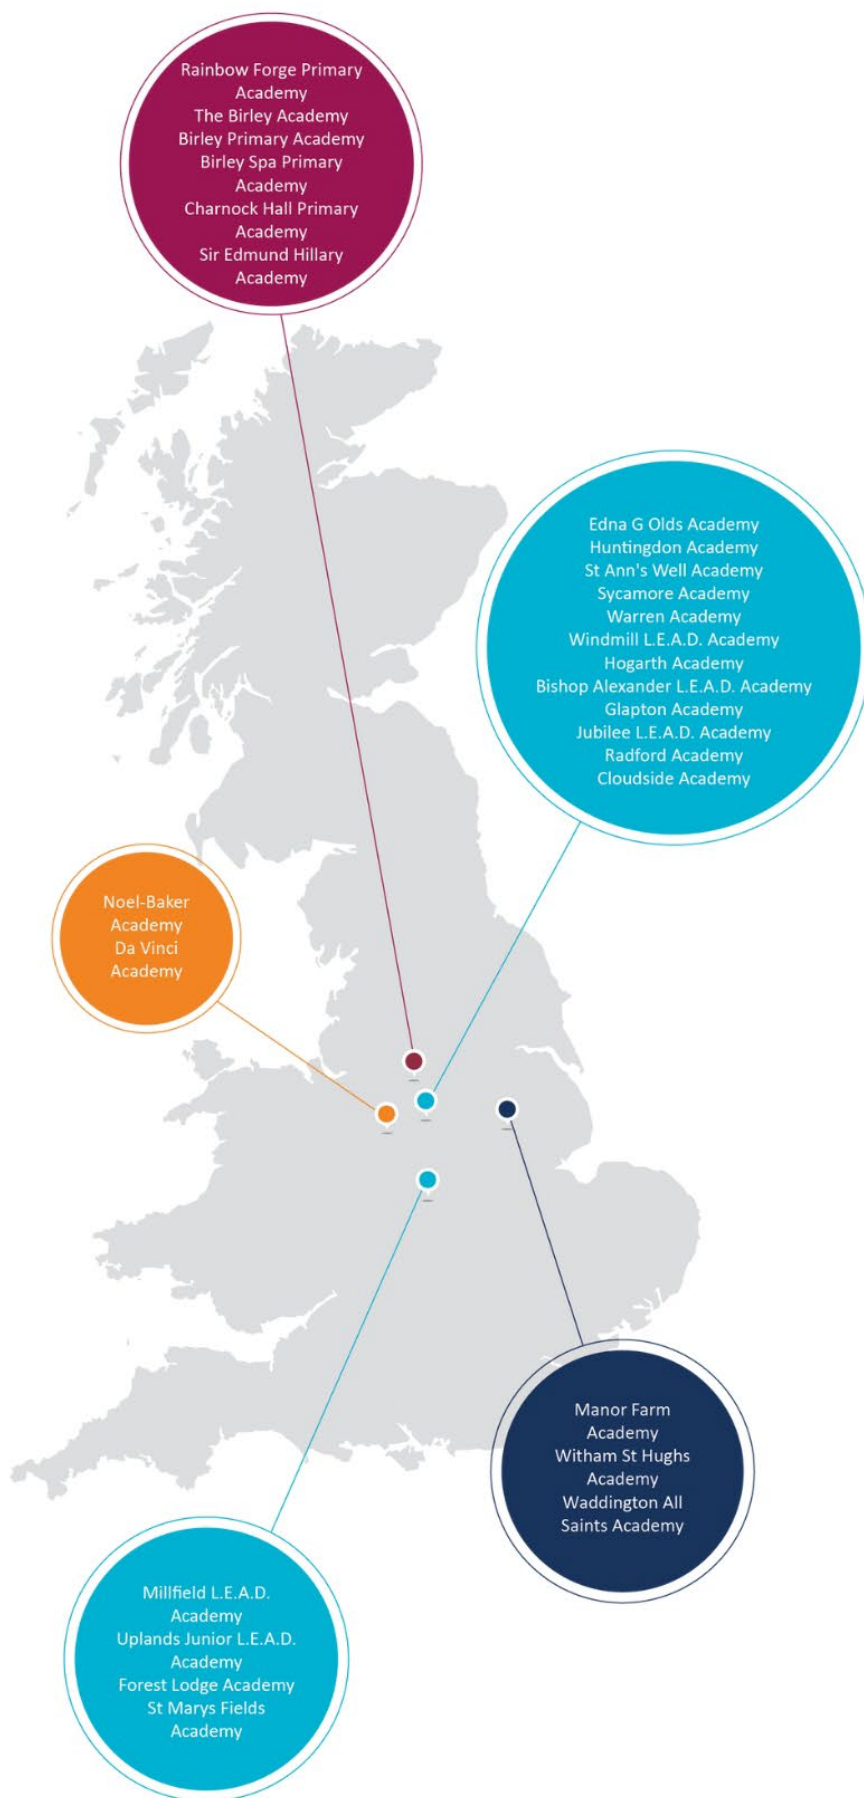 Rainbow Forge Primary
Academy
The Birley Academy
Birley Primary Academy
Birley Spa Primary
Academy
Charnock Hall Primary
Academy
Sir Edmund Hillary
Academy
Edna G Olds Academy
Huntingdon Academy
St Ann's Well Academy
Sycamore Academy
Warren Academy
Windmill L.E.A.D. Academy
Hogarth Academy
Bishop Alexander L.E.A.D. Academy
Glapton Academy
Jubilee L.E.A.D. Academy
Radford Academy
Cloudside Academy
Noel-Baker
Academy
Da Vinci
Academy
Manor Farm
Academy
Witham St Hughs
Academy
Waddington All
Saints Academy
Millfield L.E.A.D.
Academy
Uplands Junior L.E.A.D.
Academy
Forest Lodge Academy
St Marys Fields
Academy